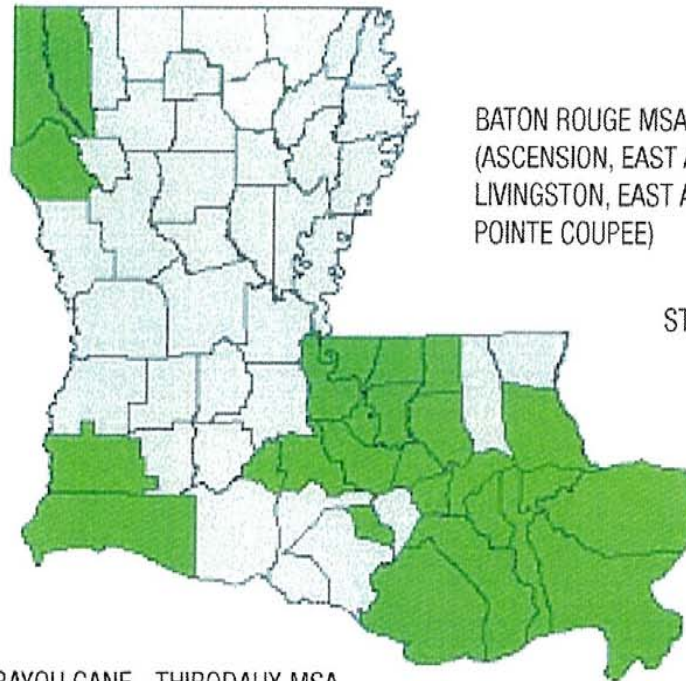 BATON ROUGE MSA
(ASCENSION, EAST
LIVINGSTON, EAST
POINTE COUPEE)
ST
BAYOU CANE - THIBODAUX MSA